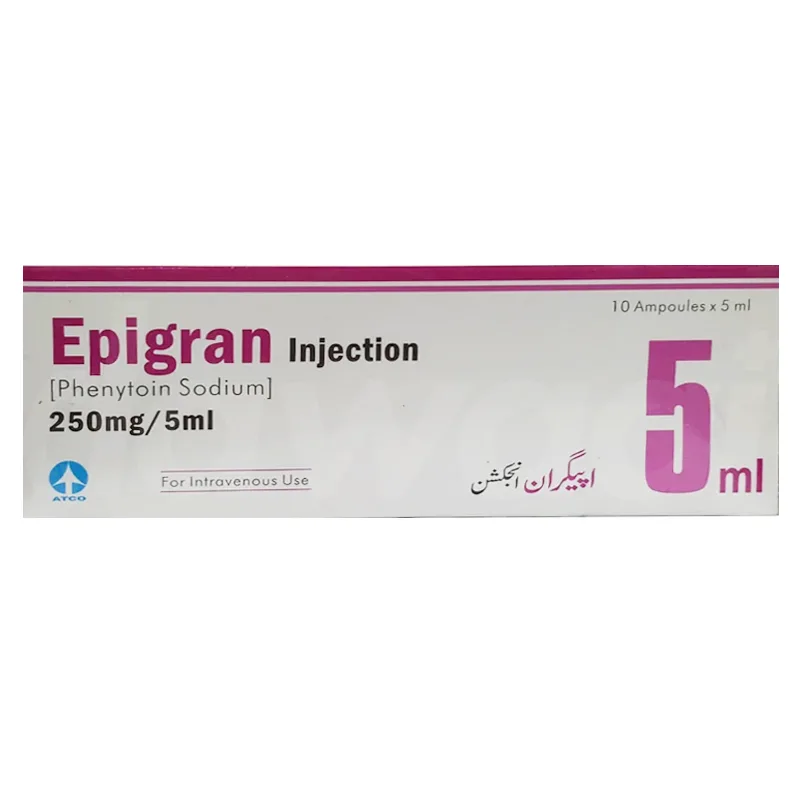 10 Ampoules x 5 ml
Epigran Injection
[Phenytoin Sodium]
250mg/5ml
5 ml
ATCO
For Intravenous Use
اپیگران انجکشن